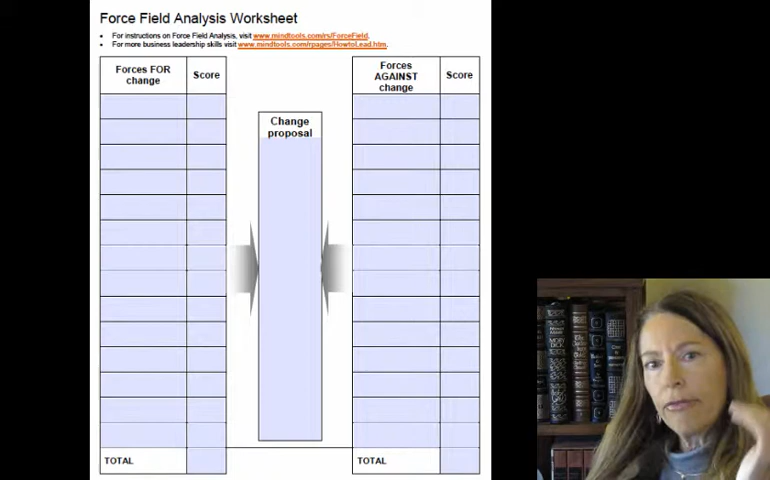 Force Field Analysis Worksheet
• For instructions on Force Field Analysis, visit www.mindtools.com/rs/ForceField.
• For more business leadership skills visit www.mindtools.com/rpages/HowtoLead.htm.
Forces FOR
change
Score
Change
proposal
Forces
AGAINST
change
Score
TOTAL
TOTAL
MOBY
DICK